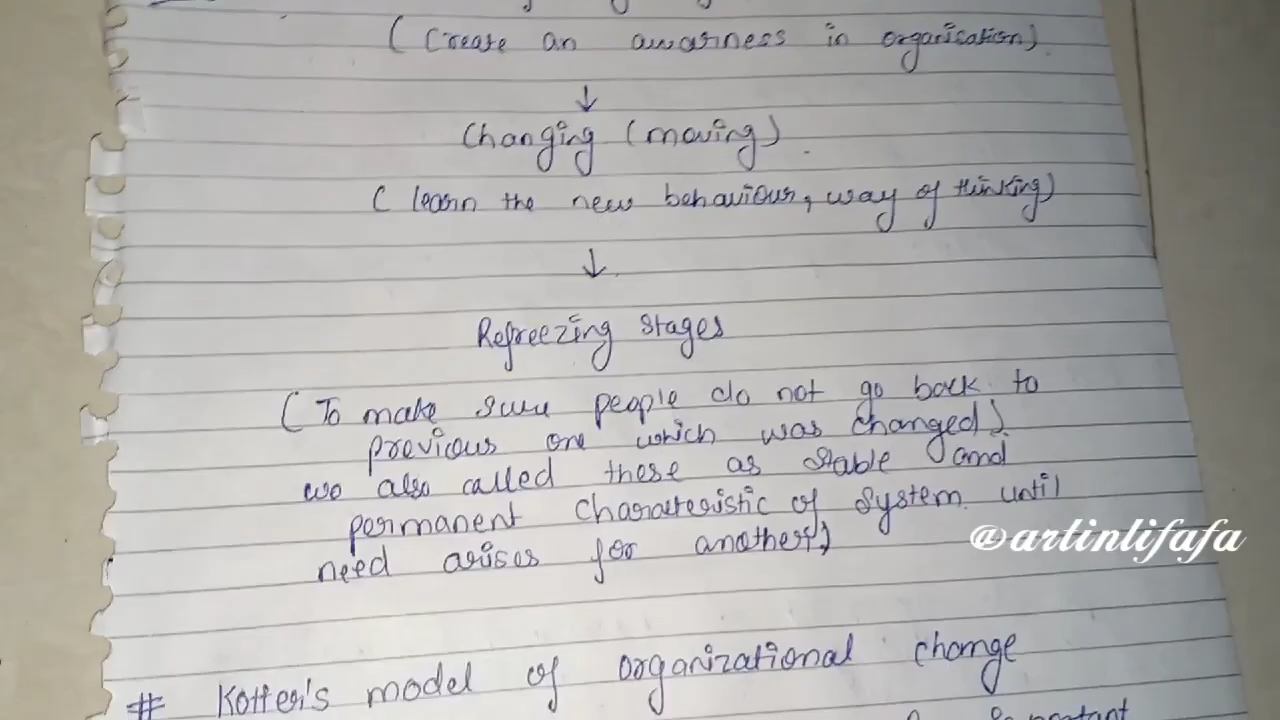 ( Create an awarness in organisation)
↓
Changing (moving)
( learn the new behaviour, way of thinking)
↓
Refreezing stages
( To make sure people do not go back to
previous one which was changed).
we also called these as stable and
permanent characteristic of system until
need arises for another)
@artinlifafa
# Kotter's model of organizational change